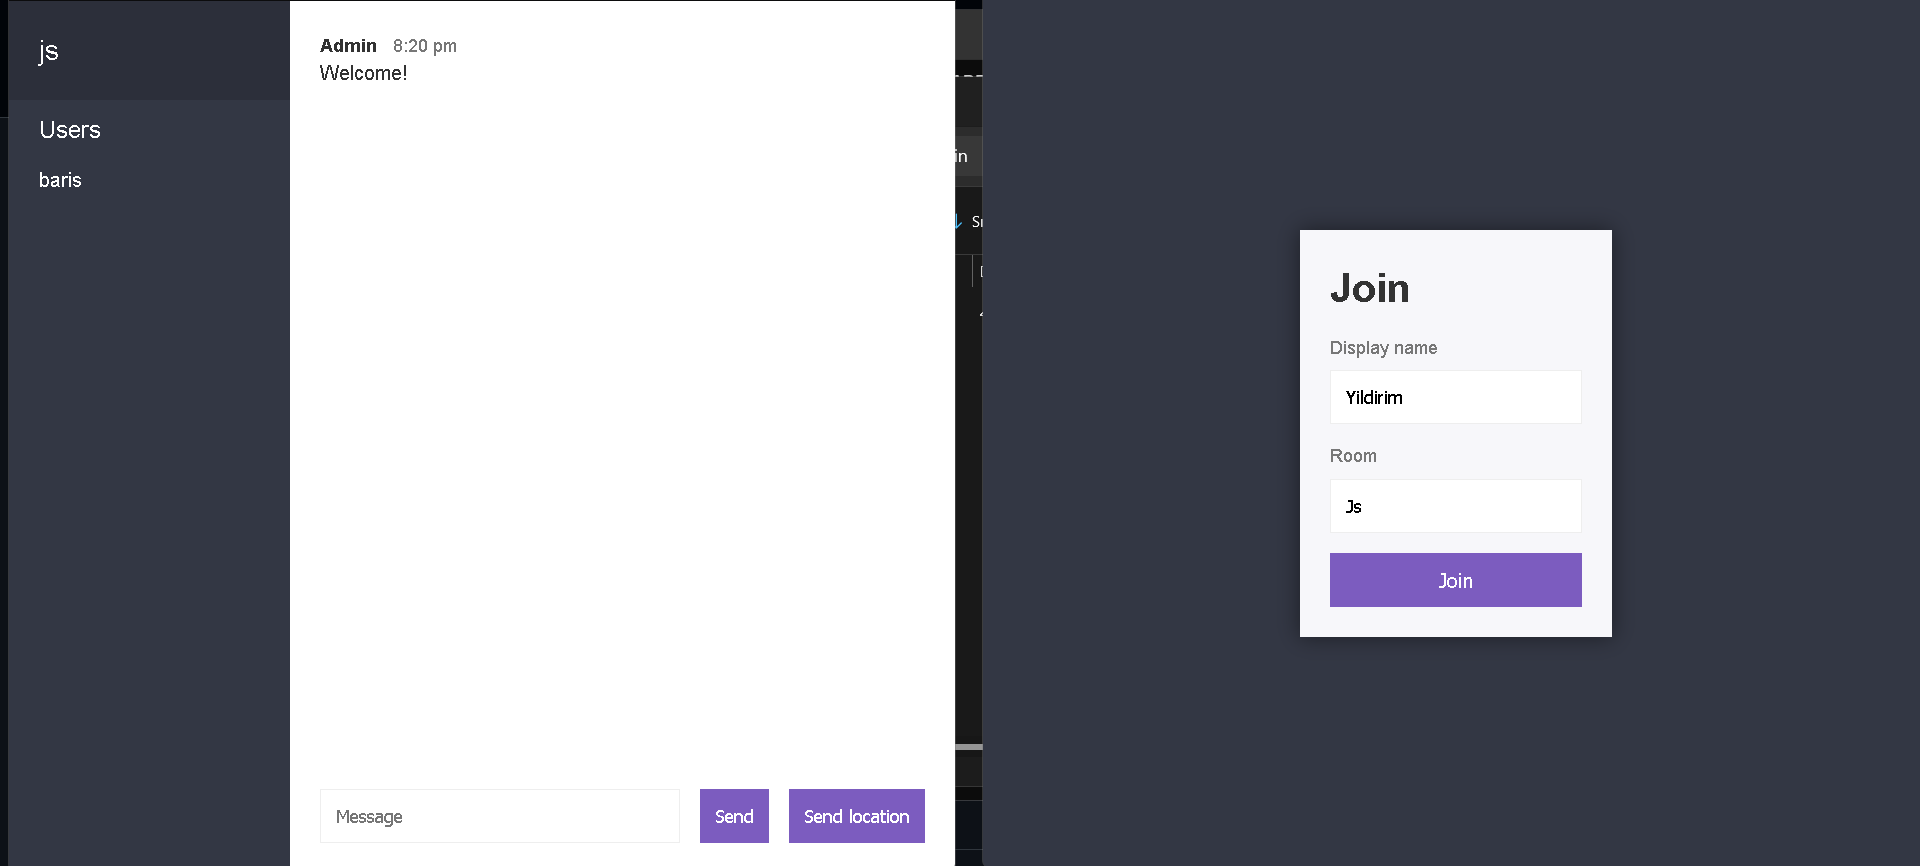 js
Users
baris
Admin 8:20 pm
Welcome!
Message
Send
Send location
in
Join
Display name
Yildirim
Room
Js
Join